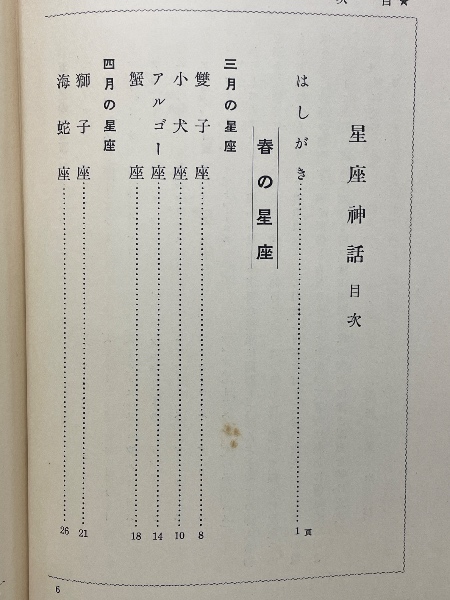 ★目次
星座神話 目次
はしがき……1頁
春の星座
三月の星座
雙子座……8
小犬座……10
アルゴー座……14
蟹座……18
四月の星座
獅子座……21
海蛇座……26
6